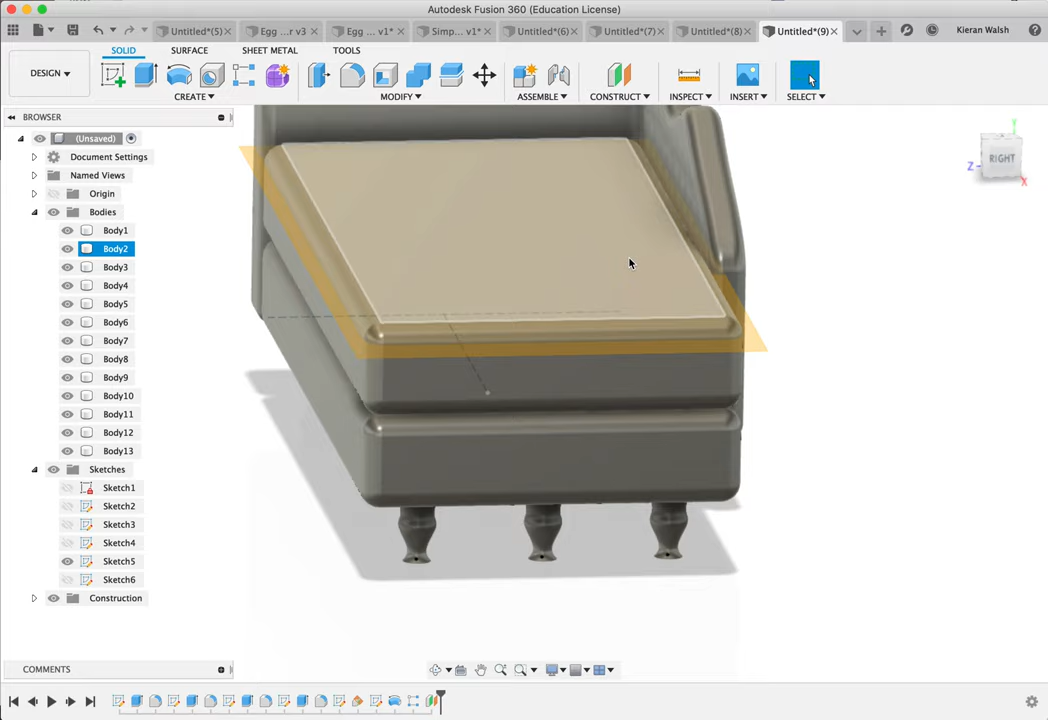 Autodesk Fusion 360 (Education License)
Untitled*(5)
Egg ...r v3
Egg ... v1*
Simp... v1*
Untitled*(6)
Untitled*(7)
Untitled*(8)
Untitled*(9)
Kieran Walsh
SOLID
SURFACE
SHEET METAL
TOOLS
DESIGN
CREATE
MODIFY
ASSEMBLE
CONSTRUCT
INSPECT
INSERT
SELECT
BROWSER
(Unsaved)
Document Settings
Named Views
Origin
Bodies
Body1
Body2
Body3
Body4
Body5
Body6
Body7
Body8
Body9
Body10
Body11
Body12
Body13
Sketches
Sketch1
Sketch2
Sketch3
Sketch4
Sketch5
Sketch6
Construction
Y
Z
RIGHT
X
COMMENTS